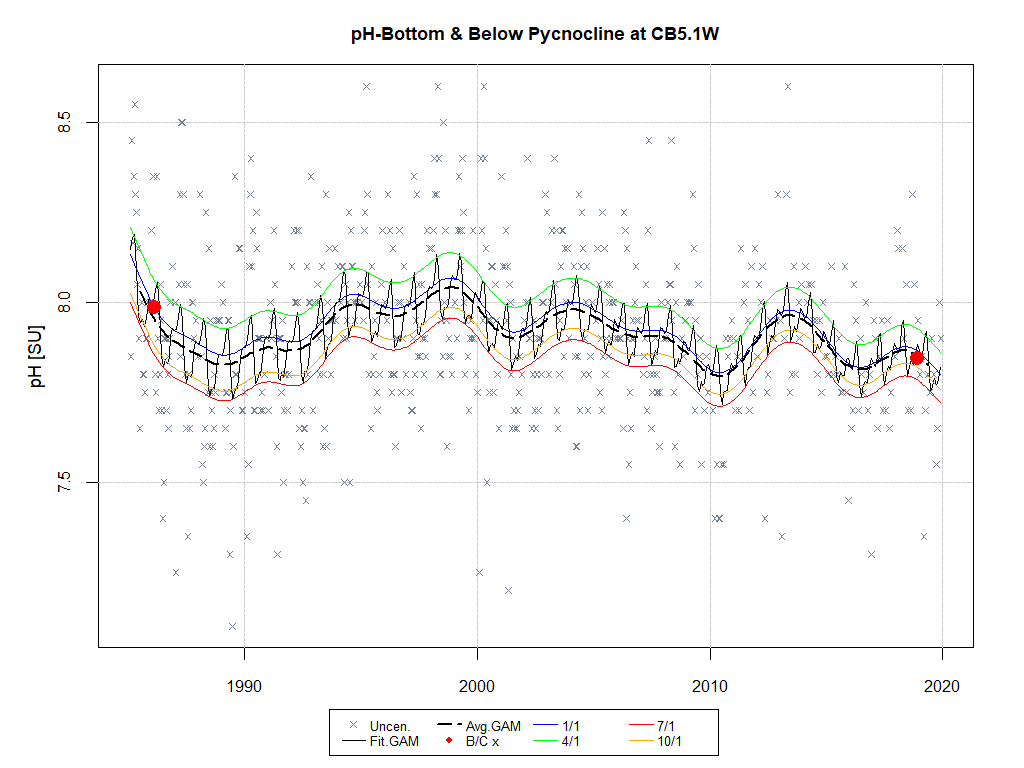 pH-Bottom & Below Pycnocline at CB5.1W
pH [SU]
8.5
8.0
7.5
1990 2000 2010 2020
Uncen. Avg.GAM 1/1 7/1
Fit.GAM B/C x 4/1 10/1